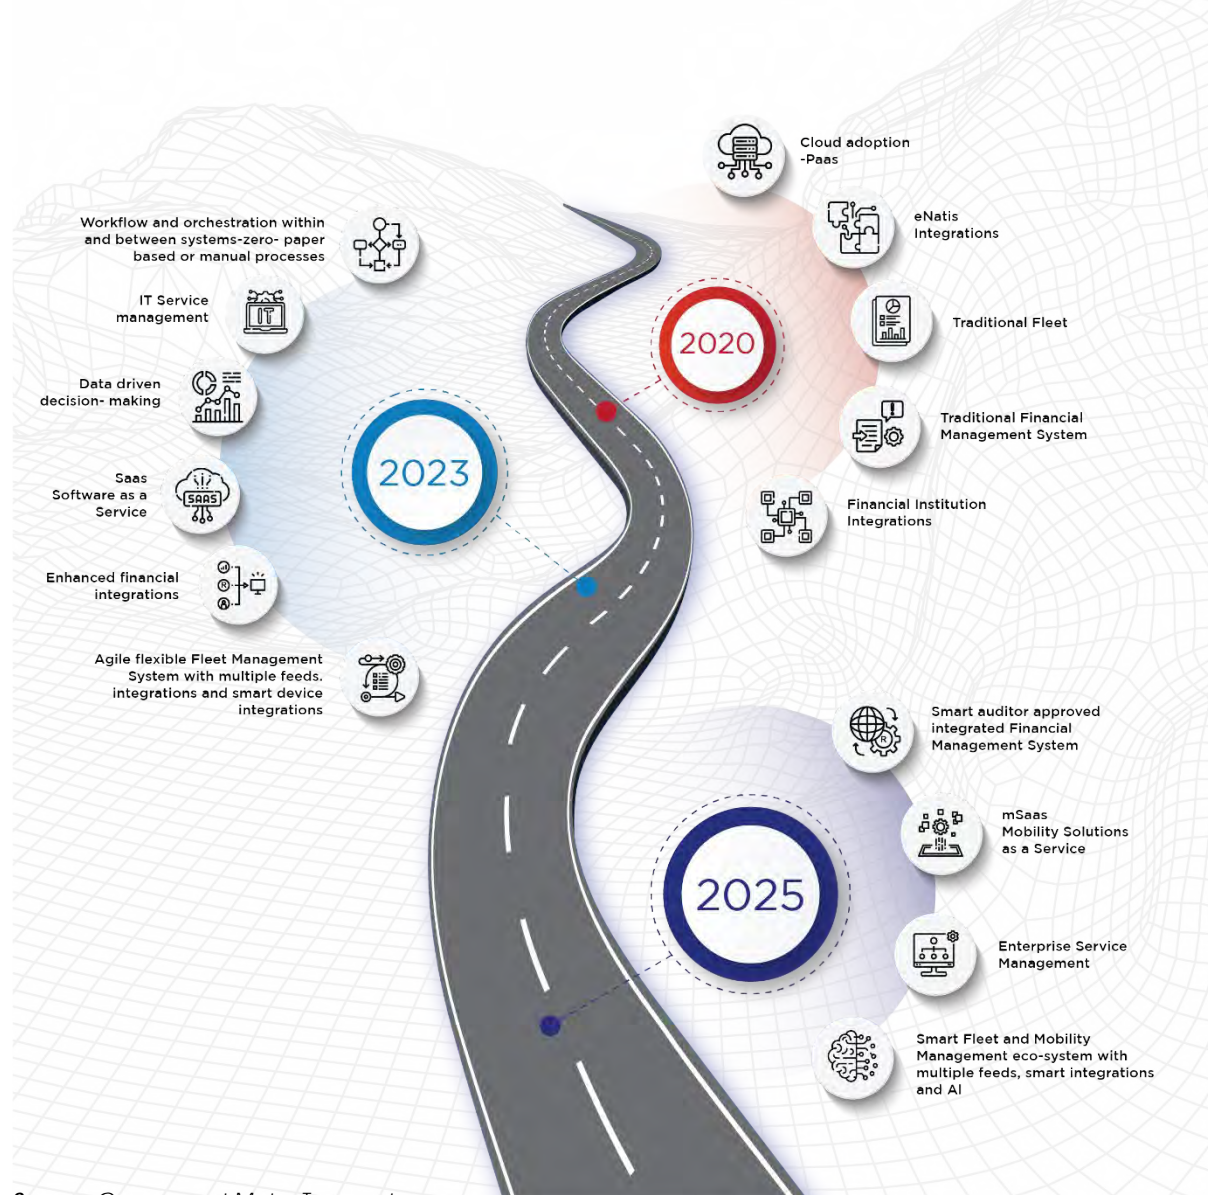 Cloud adoption
-Paas
eNatis
Integrations
2020
Traditional Fleet
Traditional Financial
Management System
Financial Institution
Integrations
Workflow and orchestration within
and between systems-zero- paper
based or manual processes
IT Service
management
IT
Data driven
decision- making
2023
Saas
Software as a
Service
SAAS
Enhanced financial
integrations
R
Agile flexible Fleet Management
System with multiple feeds.
integrations and smart device
integrations
Smart auditor approved
integrated Financial
Management System
R
mSaas
Mobility Solutions
as a Service
2025
Enterprise Service
Management
Smart Fleet and Mobility
Management eco-system with
multiple feeds, smart integrations
and AI